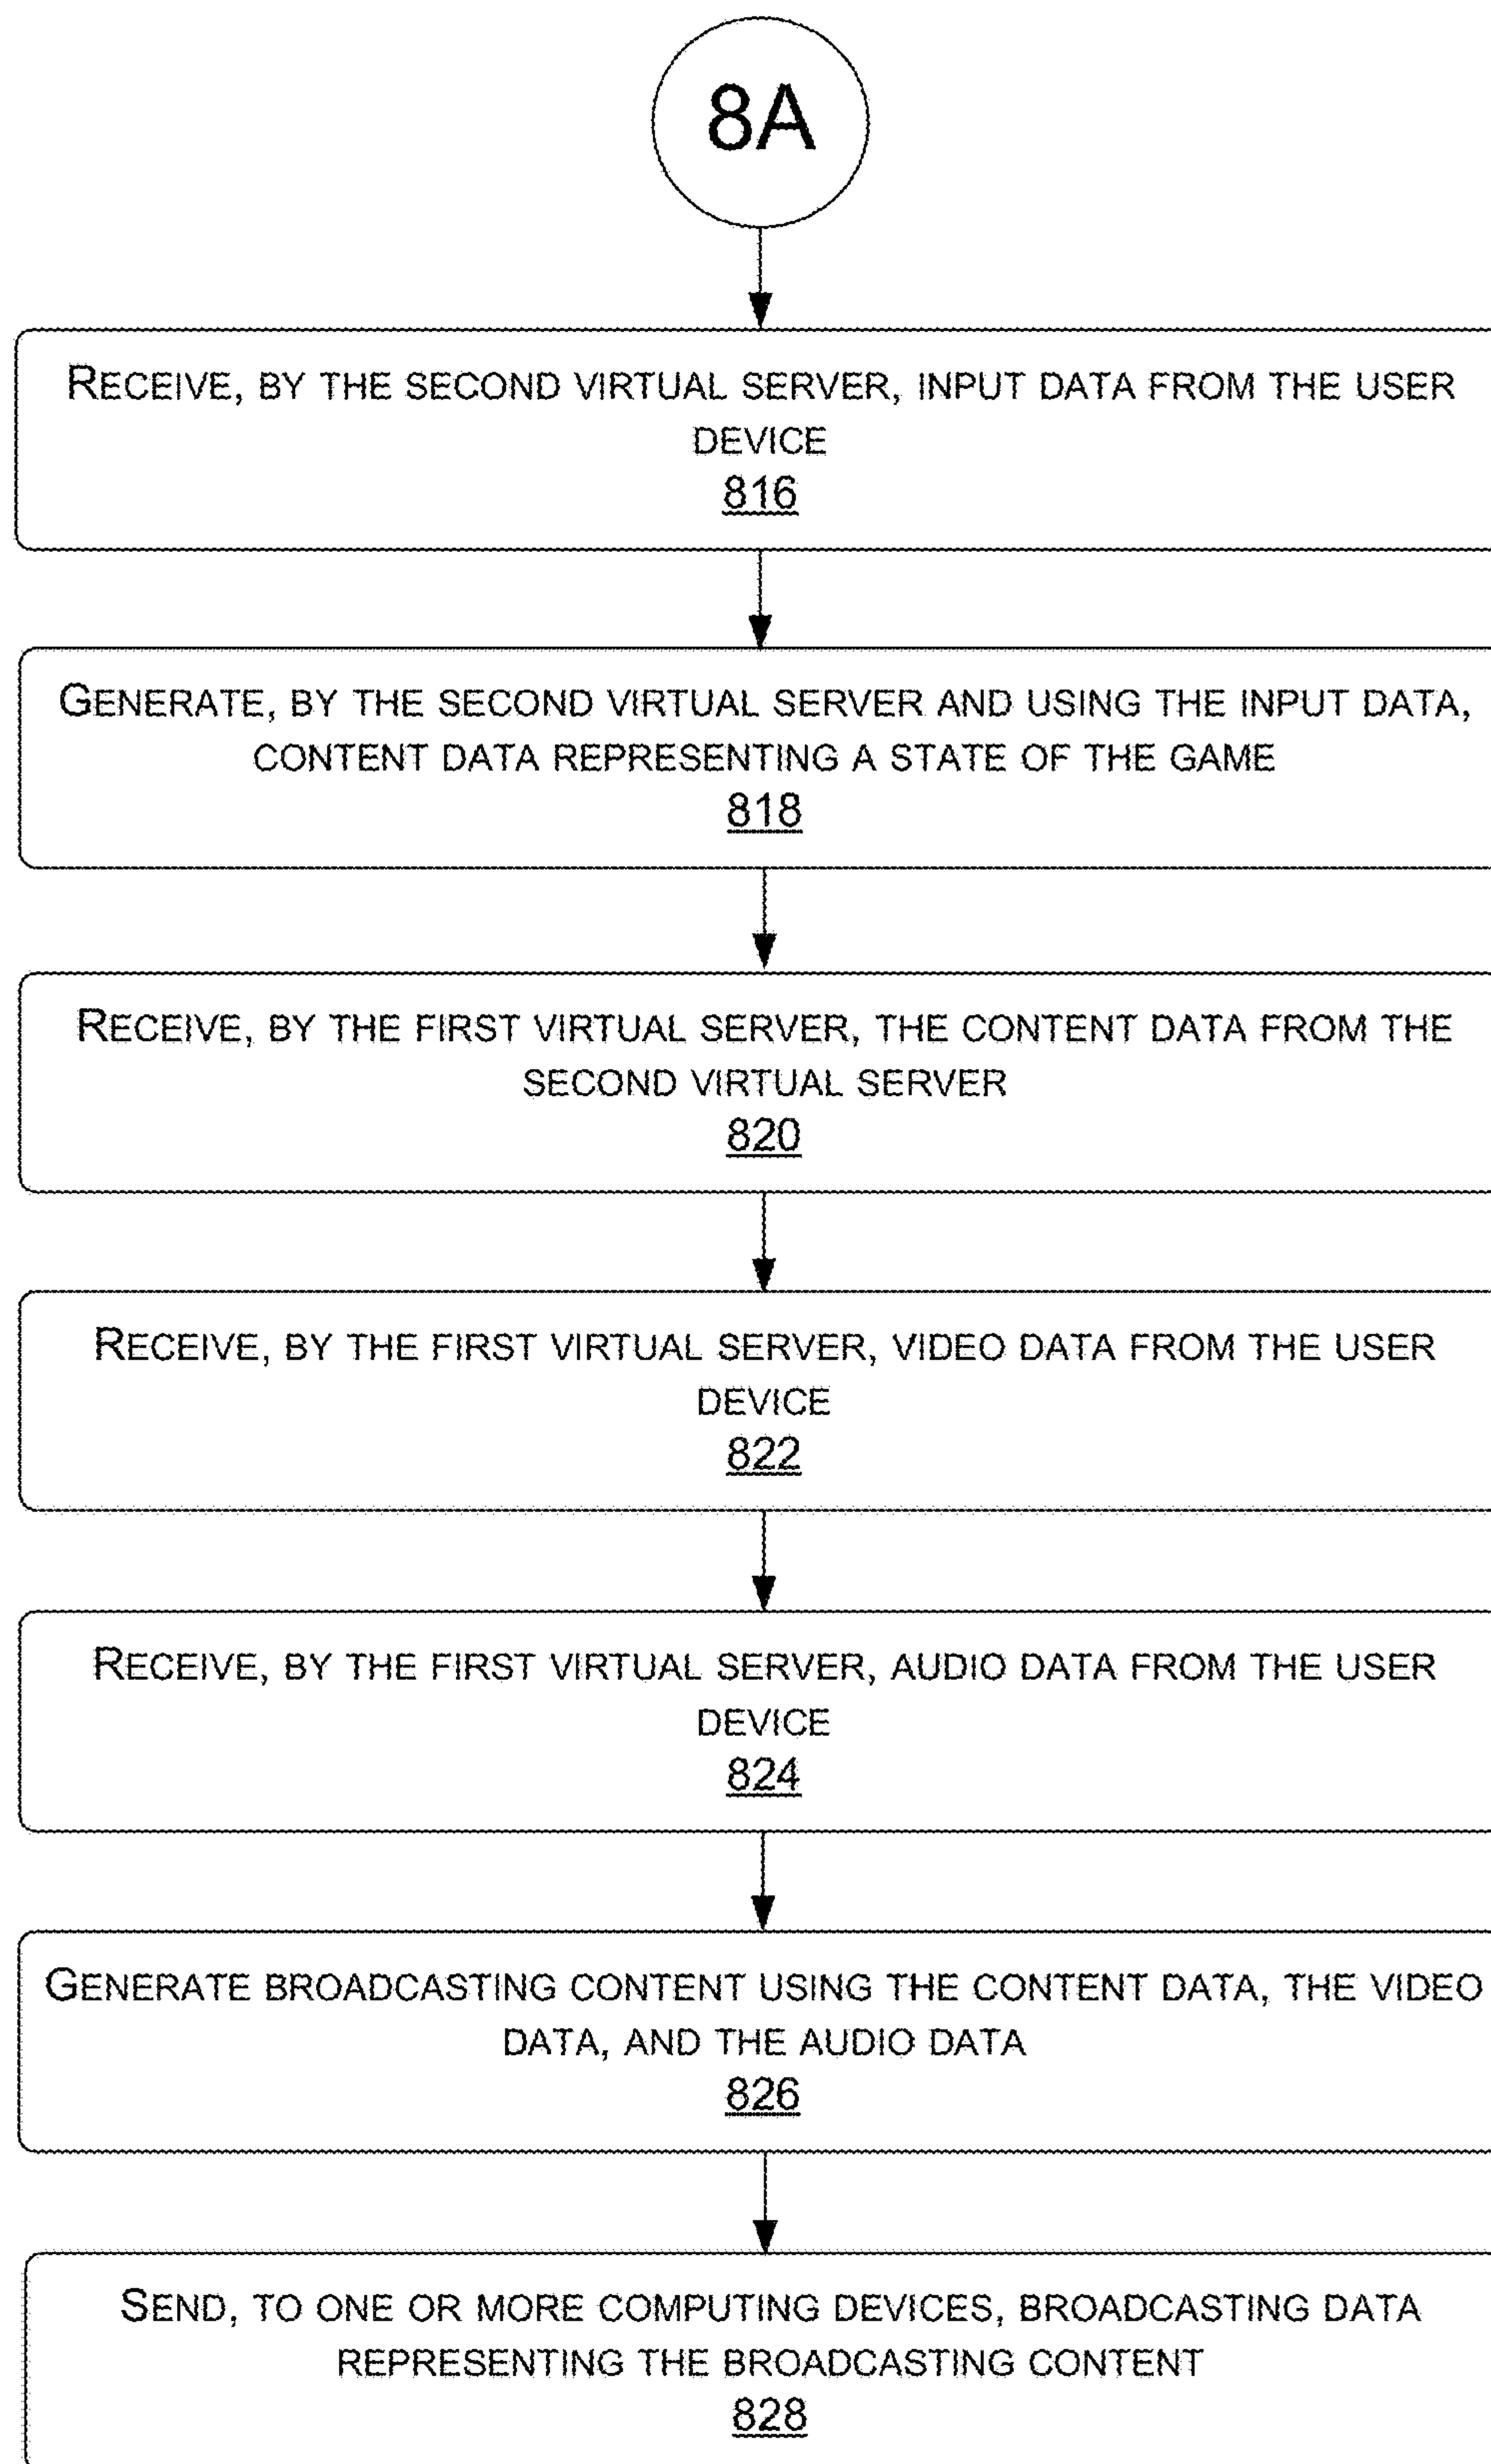 8A
RECEIVE, BY THE SECOND VIRTUAL SERVER, INPUT DATA FROM THE USER
DEVICE
816
GENERATE, BY THE SECOND VIRTUAL SERVER AND USING THE INPUT DATA,
CONTENT DATA REPRESENTING A STATE OF THE GAME
818
RECEIVE, BY THE FIRST VIRTUAL SERVER, THE CONTENT DATA FROM THE
SECOND VIRTUAL SERVER
820
RECEIVE, BY THE FIRST VIRTUAL SERVER, VIDEO DATA FROM THE USER
DEVICE
822
RECEIVE, BY THE FIRST VIRTUAL SERVER, AUDIO DATA FROM THE USER
DEVICE
824
GENERATE BROADCASTING CONTENT USING THE CONTENT DATA, THE VIDEO
DATA, AND THE AUDIO DATA
826
SEND, TO ONE OR MORE COMPUTING DEVICES, BROADCASTING DATA
REPRESENTING THE BROADCASTING CONTENT
828